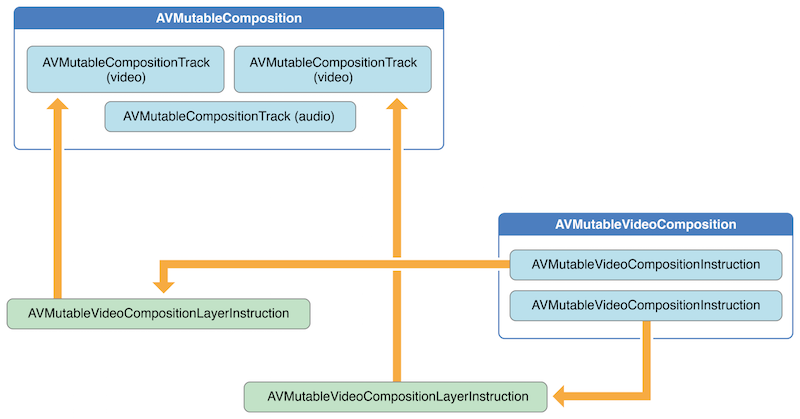 AVMutableComposition
AVMutableCompositionTrack
(video)
AVMutableCompositionTrack
(video)
AVMutableCompositionTrack (audio)
AVMutableVideoComposition
AVMutableVideoCompositionInstruction
AVMutableVideoCompositionInstruction
AVMutableVideoCompositionLayerInstruction
AVMutableVideoCompositionLayerInstruction